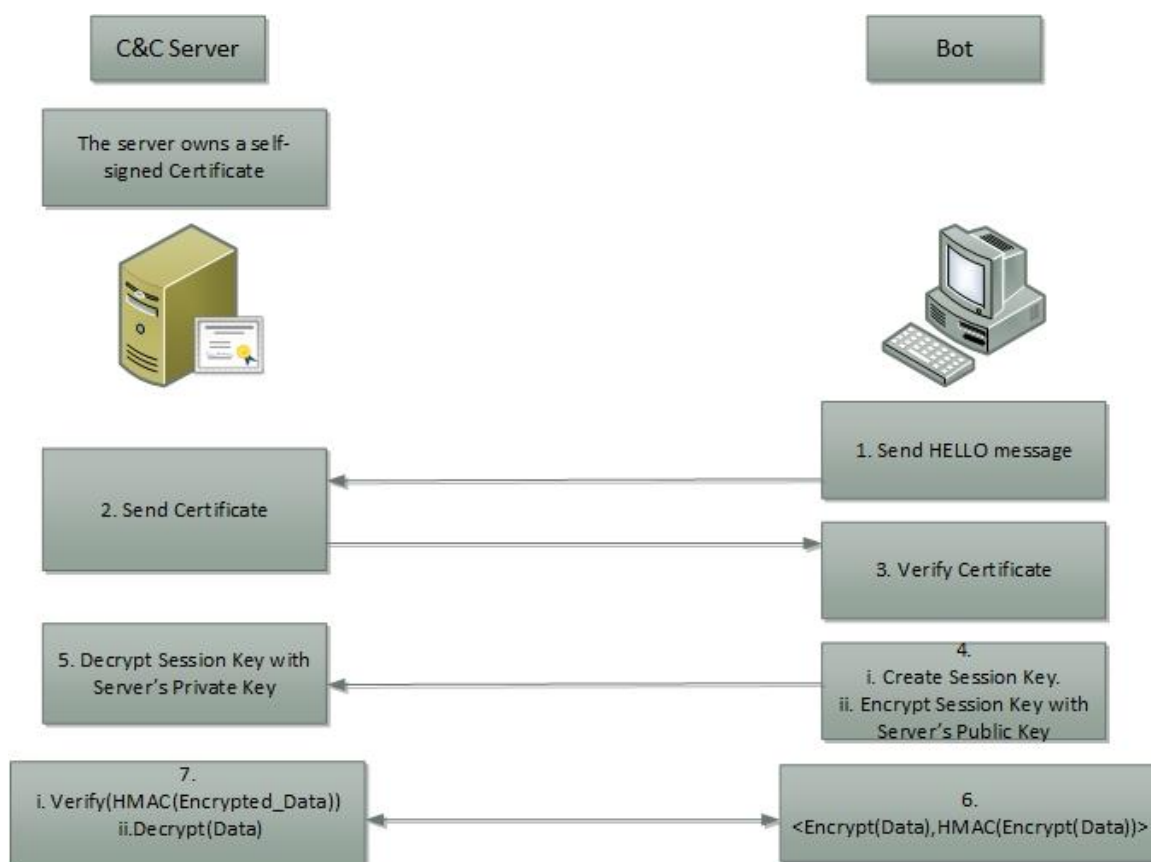 C&C Server
Bot
The server owns a self-
signed Certificate
1. Send HELLO message
2. Send Certificate
3. Verify Certificate
4.
i. Create Session Key.
ii. Encrypt Session Key with
Server's Public Key
5. Decrypt Session Key with
Server's Private Key
6.
<Encrypt(Data),HMAC(Encrypt(Data))>
7.
i. Verify(HMAC(Encrypted_Data))
ii.Decrypt(Data)